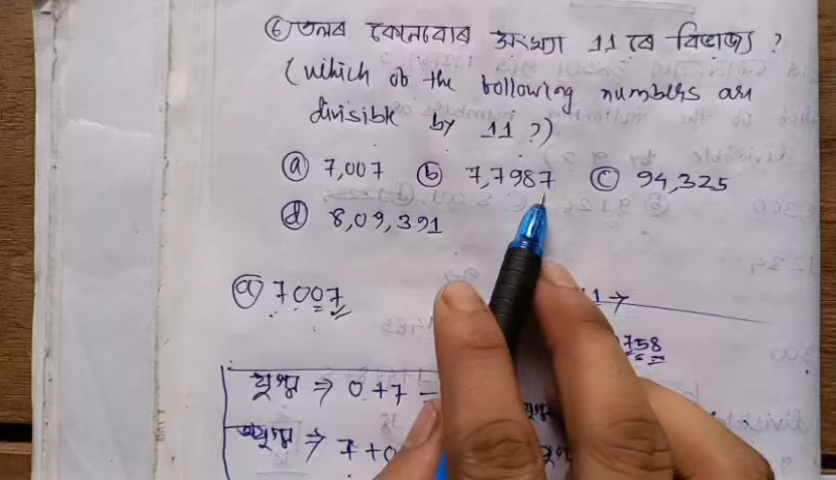 ⑥ তলৰ কোনবোৰ সংখ্যা 11 ৰে বিভাজ্য ?
(which of the following numbers are
divisible by 11 ?)
ⓐ 7,007 ⓑ 7,7987 ⓒ 94,325
ⓓ 8,09,391
ⓐ 7007
758
যুগ্ম ⇒ 0+7 =
অযুগ্ম ⇒ 7+0